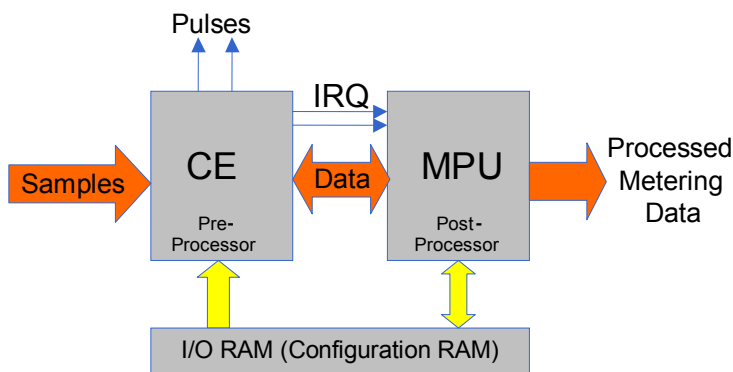 Pulses
IRQ
CE
MPU
Samples
Data
Processed
Metering
Data
Pre-
Processor
Post-
Processor
I/O RAM (Configuration RAM)